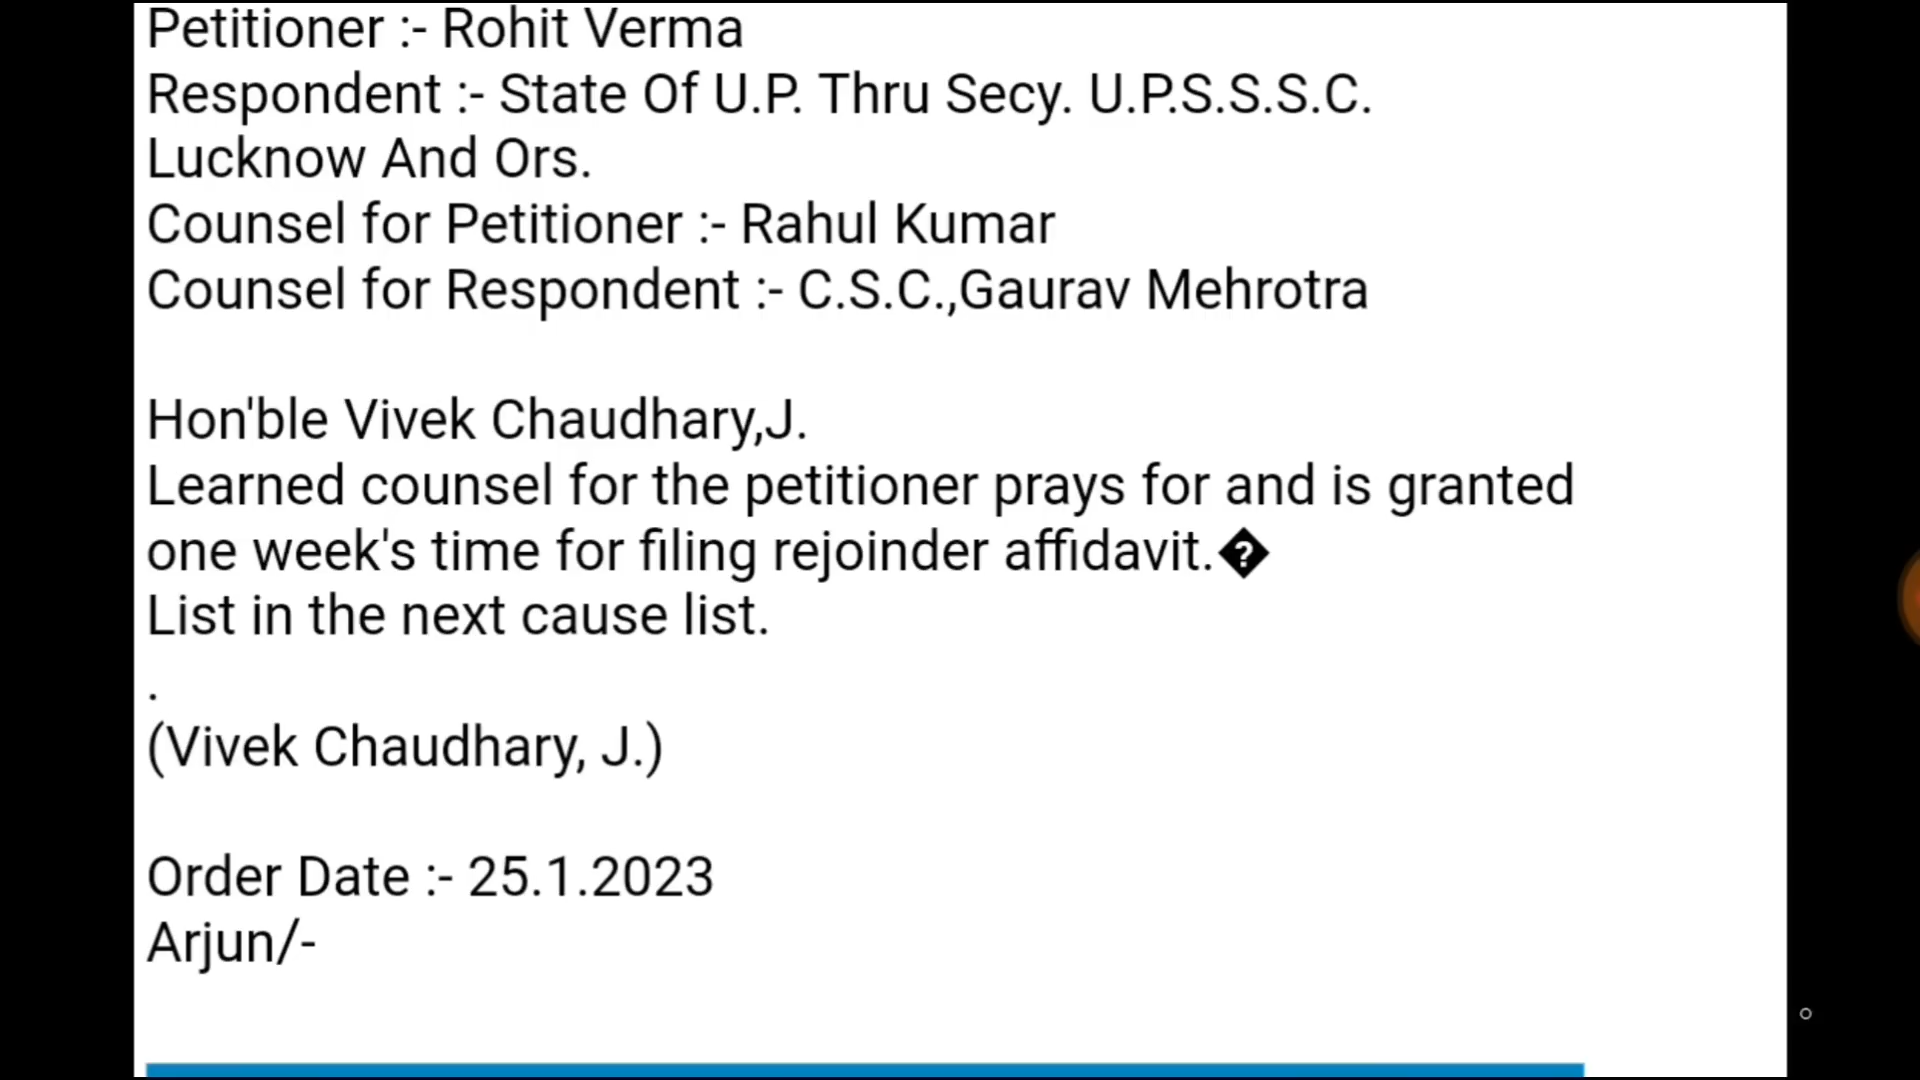 Petitioner :- Rohit Verma
Respondent :- State Of U.P. Thru Secy. U.P.S.S.S.C.
Lucknow And Ors.
Counsel for Petitioner :- Rahul Kumar
Counsel for Respondent :- C.S.C.,Gaurav Mehrotra
Hon'ble Vivek Chaudhary,J.
Learned counsel for the petitioner prays for and is granted
one week's time for filing rejoinder affidavit.�
List in the next cause list.
.
(Vivek Chaudhary, J.)
Order Date :- 25.1.2023
Arjun/-